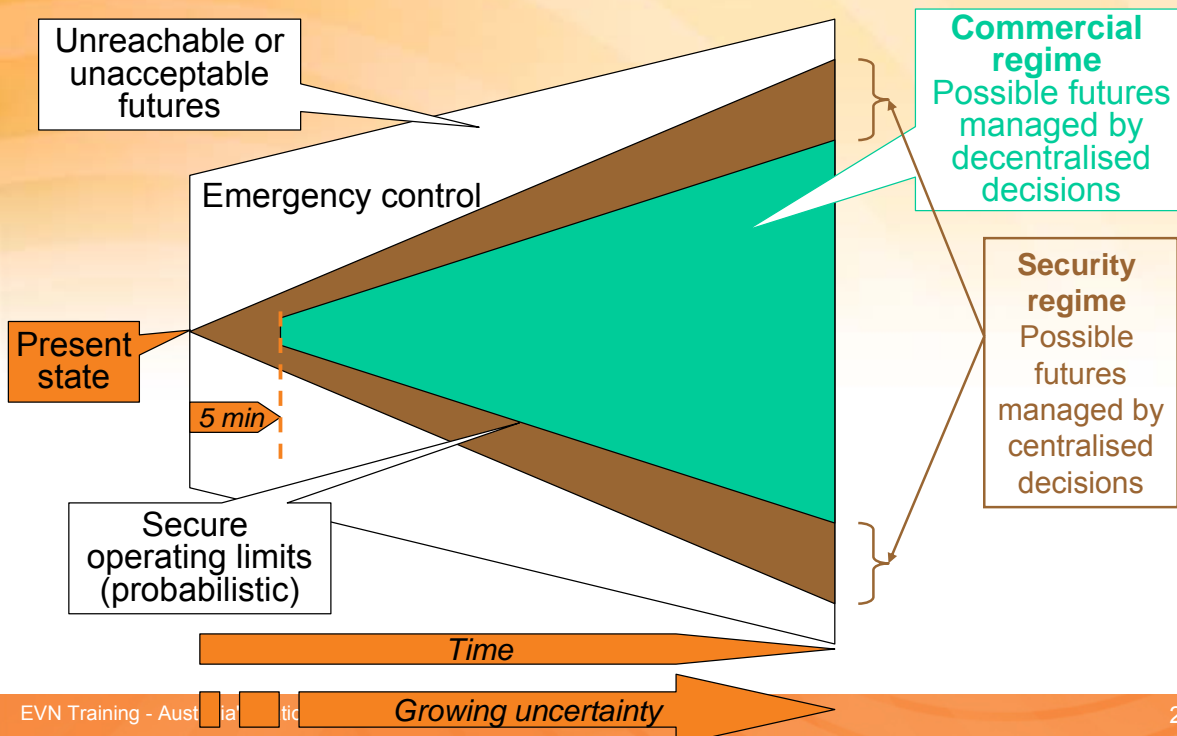 Unreachable or
unacceptable
futures
Commercial
regime
Possible futures
managed by
decentralised
decisions
Emergency control
Security
regime
Possible
futures
managed by
centralised
decisions
Present
state
5 min
Secure
operating limits
(probabilistic)
Time
Growing uncertainty
EVN Training -
2